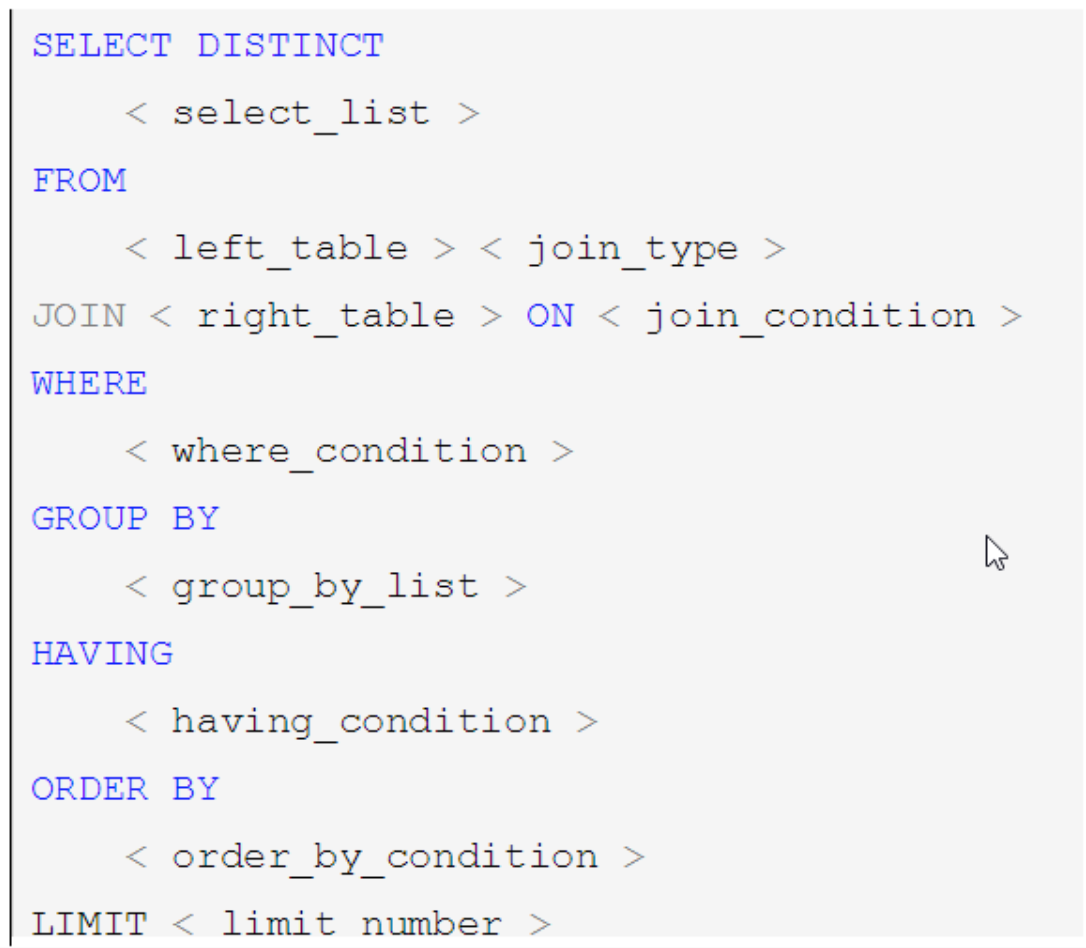 SELECT DISTINCT
< select_list >
FROM
< left_table > < join_type >
JOIN < right_table > ON < join_condition >
WHERE
< where_condition >
GROUP BY
< group_by_list >
HAVING
< having_condition >
ORDER BY
< order_by_condition >
LIMIT < limit number >